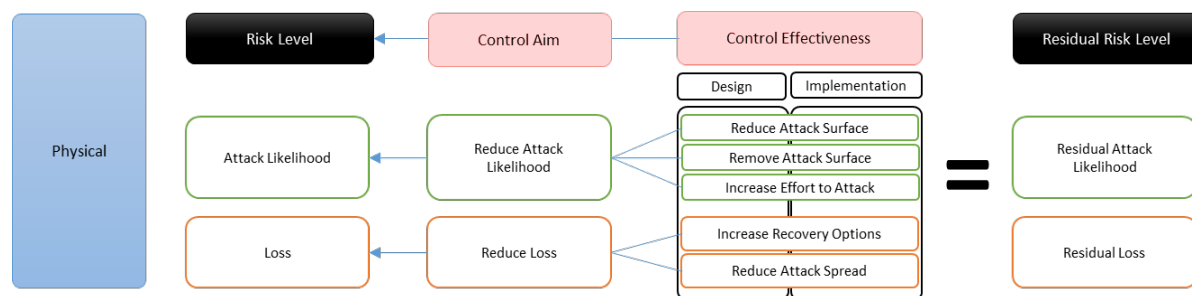 Physical
Risk Level
Control Aim
Control Effectiveness
Residual Risk Level
Design
Implementation
Attack Likelihood
Reduce Attack
Likelihood
Reduce Attack Surface
Remove Attack Surface
Increase Effort to Attack
=
Residual Attack
Likelihood
Loss
Reduce Loss
Increase Recovery Options
Reduce Attack Spread
Residual Loss